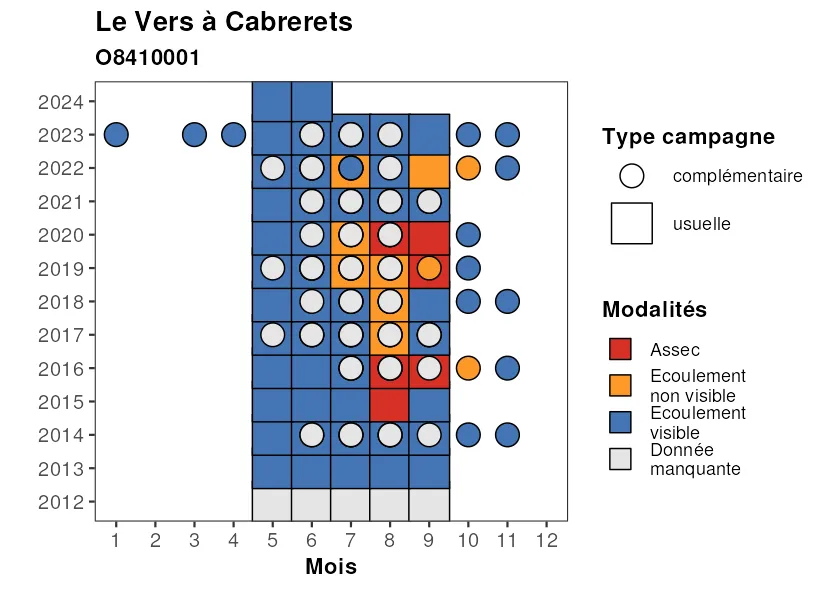 Le Vers à Cabrerets
O8410001
2024
2023
2022
2021
2020
2019
2018
2017
2016
2015
2014
2013
2012
1 2 3 4 5 6 7 8 9 10 11 12
Mois
Type campagne
complémentaire
usuelle
Modalités
Assec
Ecoulement
non visible
Ecoulement
visible
Donnée
manquante